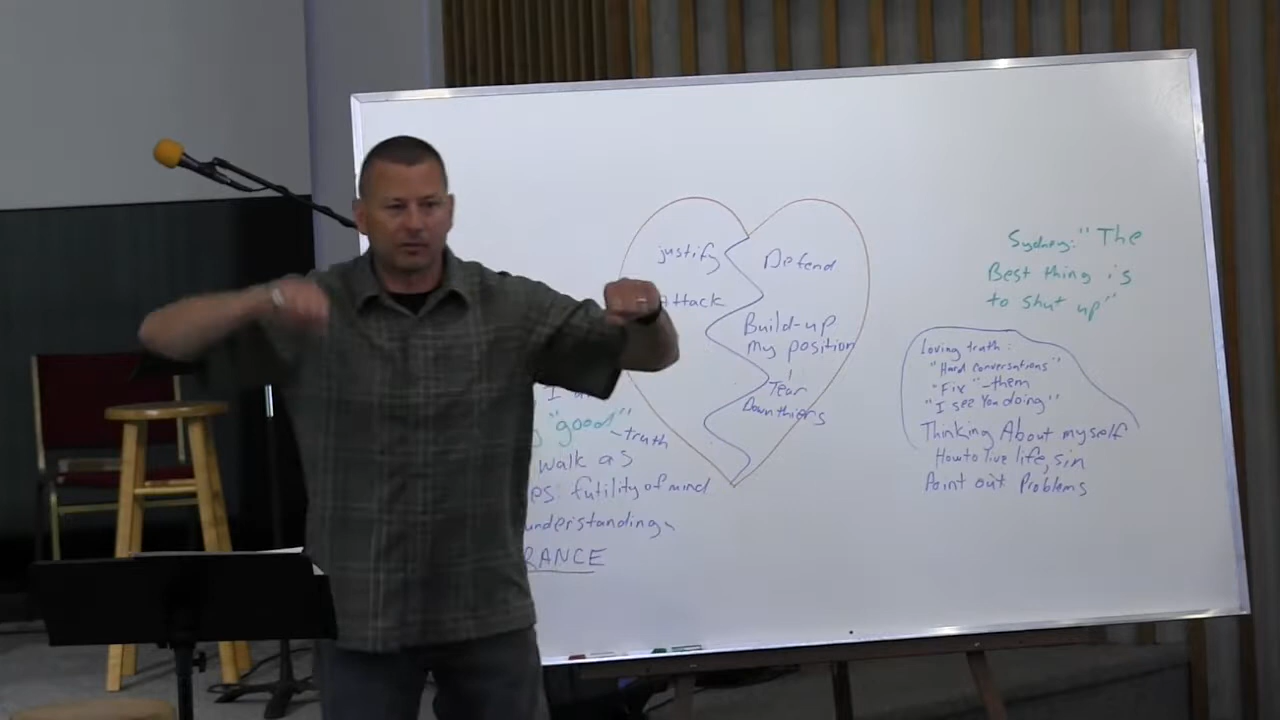 justify
Attack
Defend
Build-up
My position
Tear
Down thiers
"good"
-truth
walk as
futility of mind
understanding
RANCE
Sydney: "The
Best thing is
to shut up"
Loving truth:
"Hard conversations"
"Fix"-them
"I see You doing"
Thinking About myself
How to live life, sin
Point out Problems